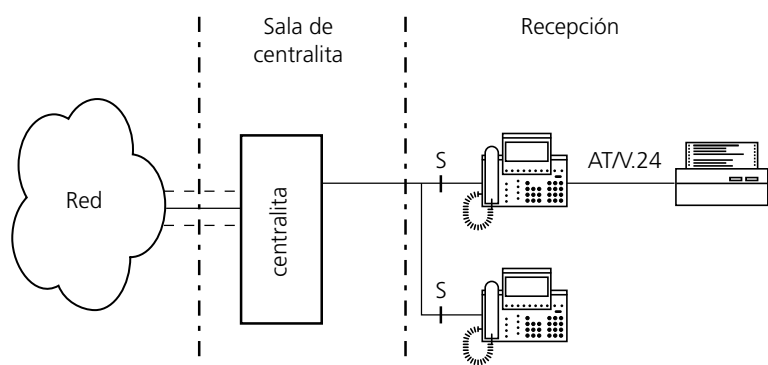 Sala de
centralita
Recepción
Red
centralita
S
AT/V.24
S